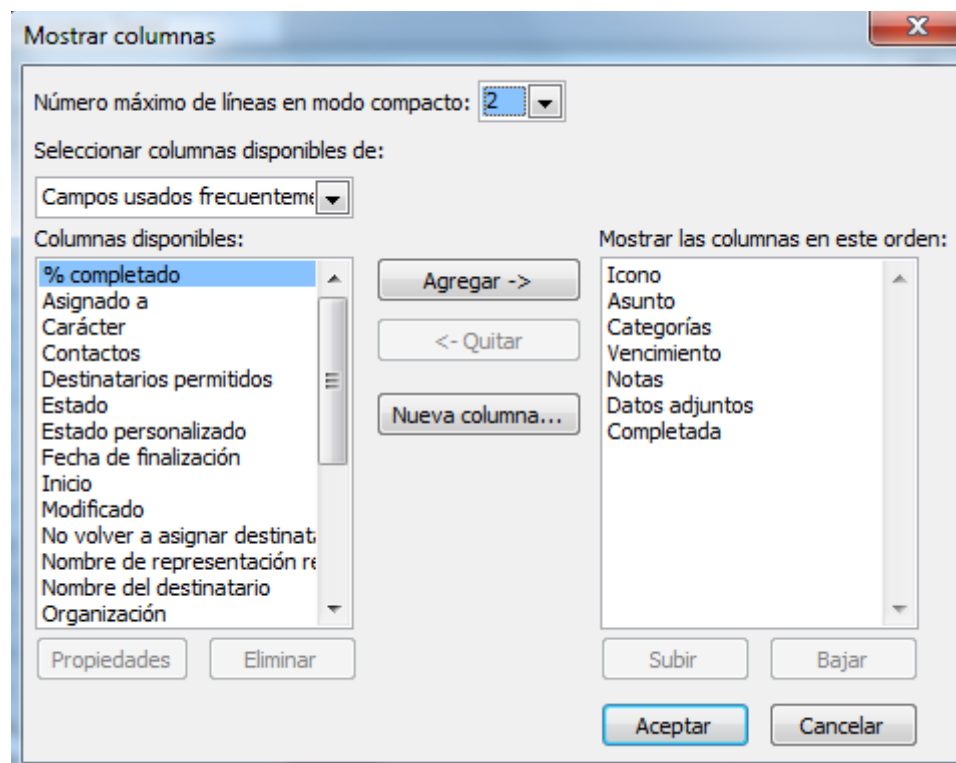 Mostrar columnas
Número máximo de líneas en modo compacto: 2
Seleccionar columnas disponibles de:
Campos usados frecuenteme
Columnas disponibles:
% completado
Asignado a
Carácter
Contactos
Destinatarios permitidos
Estado
Estado personalizado
Fecha de finalización
Inicio
Modificado
No volver a asignar destinata
Nombre de representación re
Nombre del destinatario
Organización
Propiedades
Eliminar
Agregar ->
<- Quitar
Nueva columna...
Mostrar las columnas en este orden:
Icono
Asunto
Categorías
Vencimiento
Notas
Datos adjuntos
Completada
Subir
Bajar
Aceptar
Cancelar